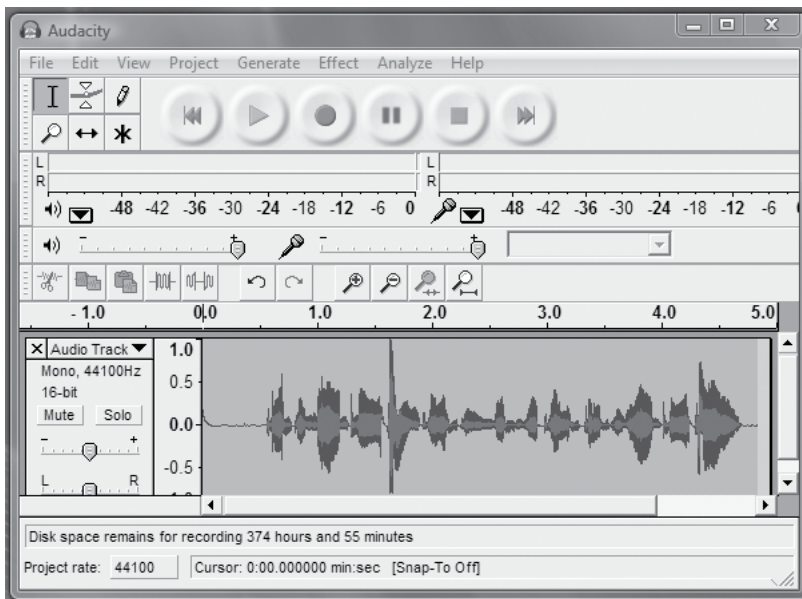 Audacity
File Edit View Project Generate Effect Analyze Help
L L
R R
-48 -42 -36 -30 -24 -18 -12 -6 0 -48 -42 -36 -30 -24 -18 -12 -6
- + - +
- 1.0 0.0 1.0 2.0 3.0 4.0 5.0
X Audio Track 1.0
Mono, 44100Hz
16-bit 0.5
Mute Solo 0.0
- +
-0.5
L R
Disk space remains for recording 374 hours and 55 minutes
Project rate: 44100 Cursor: 0:00.000000 min:sec [Snap-To Off]